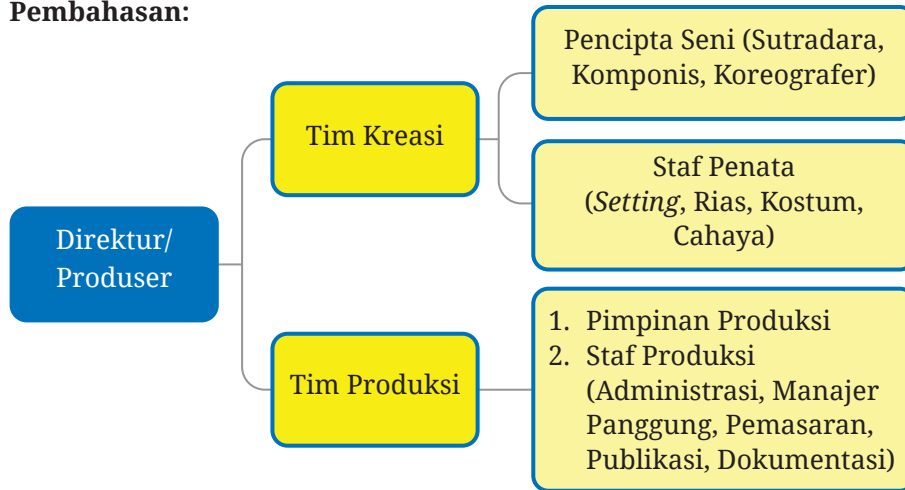 Pembahasan:
Pencipta Seni (Sutradara,
Komponis, Koreografer)
Tim Kreasi
Staf Penata
(Setting, Rias, Kostum,
Cahaya)
Direktur/
Produser
1. Pimpinan Produksi
2. Staf Produksi
(Administrasi, Manajer
Panggung, Pemasaran,
Publikasi, Dokumentasi)
Tim Produksi